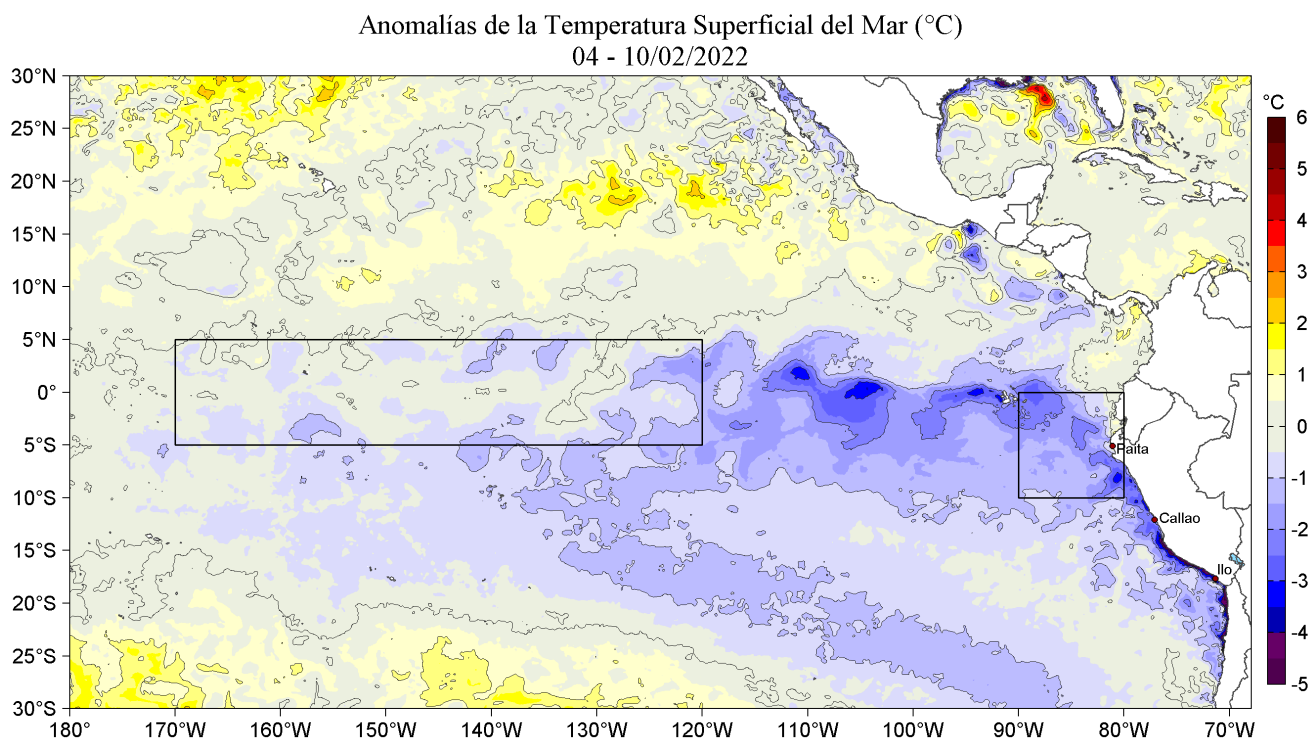 Anomalías de la Temperatura Superficial del Mar (°C)
04 - 10/02/2022
30°N
25°N
20°N
15°N
10°N
5°N
0°
5°S
10°S
15°S
20°S
25°S
30°S
180
170°W
160°W
150°W
140°W
130°W
120°W
110°W
100°W
90°W
80°W
70°W
Paita
Callao
Ilo
°C
6
5
4
3
2
1
0
-1
-2
-3
-4
-5